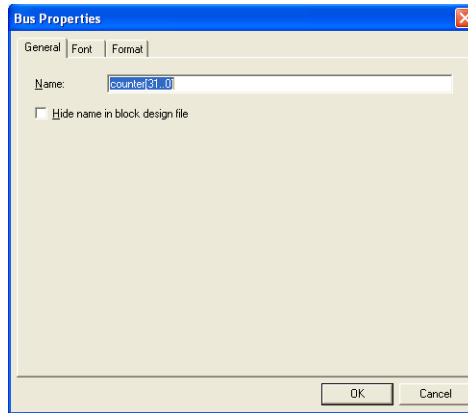 Bus Properties
General Font Format
Name: counter[31..0]
Hide name in block design file
OK Cancel